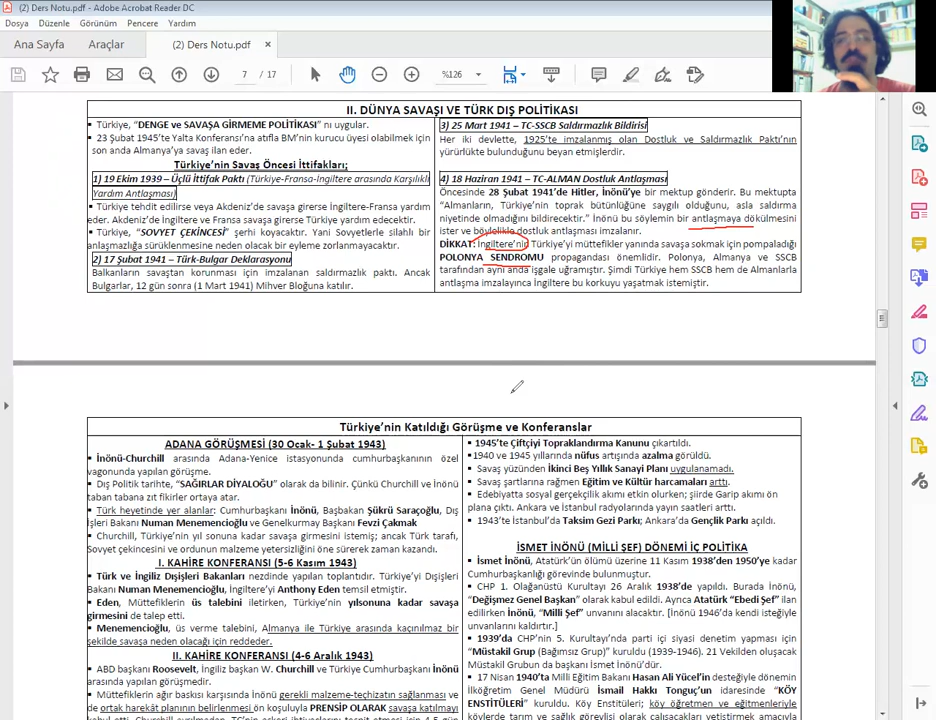 (2) Ders Notu.pdf - Adobe Acrobat Reader DC
Dosya Düzenle Görünüm Pencere Yardım
Ana Sayfa Araçlar (2) Ders Notu.pdf ×
7 / 17 %126
II. DÜNYA SAVAŞI VE TÜRK DIŞ POLİTİKASI
▪ Türkiye, “DENGE ve SAVAŞA GİRMEME POLİTİKASI” nı uygular.
▪ 23 Şubat 1945’te Yalta Konferansı’na atıfla BM’nin kurucu üyesi olabilmek için
son anda Almanya’ya savaş ilan eder.
Türkiye’nin Savaş Öncesi İttifakları;
1) 19 Ekim 1939 – Üçlü İttifak Paktı (Türkiye-Fransa-İngiltere arasında Karşılıklı
Yardım Antlaşması)
▪ Türkiye tehdit edilirse veya Akdeniz’de savaşa girerse İngiltere-Fransa yardım
eder. Akdeniz’de İngiltere ve Fransa savaşa girerse Türkiye yardım edecektir.
▪ Türkiye, “SOVYET ÇEKİNCESİ” şerhi koyacaktır. Yani Sovyetlerle silahlı bir
anlaşmazlığa sürüklenmesine neden olacak bir eyleme zorlanmayacaktır.
2) 17 Şubat 1941 – Türk-Bulgar Deklarasyonu
Balkanların savaştan korunması için imzalanan saldırmazlık paktı. Ancak
Bulgarlar, 12 gün sonra (1 Mart 1941) Mihver Bloğuna katılır.
3) 25 Mart 1941 – TC-SSCB Saldırmazlık Bildirisi
Her iki devlette, 1925’te imzalanmış olan Dostluk ve Saldırmazlık Paktı’nın
yürürlükte bulunduğunu beyan etmişlerdir.
4) 18 Haziran 1941 – TC-ALMAN Dostluk Antlaşması
Öncesinde 28 Şubat 1941’de Hitler, İnönü’ye bir mektup gönderir. Bu mektupta
“Almanların, Türkiye’nin toprak bütünlüğüne saygılı olduğunu, asla saldırma
niyetinde olmadığını bildirecektir.” İnönü bu söylemin bir antlaşmaya dökülmesini
ister ve böylelikle dostluk antlaşması imzalanır.
DİKKAT: İngiltere’nin Türkiye’yi müttefikler yanında savaşa sokmak için pompaladığı
POLONYA SENDROMU propagandası önemlidir. Polonya, Almanya ve SSCB
tarafından aynı anda işgale uğramıştır. Şimdi Türkiye hem SSCB hem de Almanlarla
antlaşma imzalayınca İngiltere bu korkuyu yaşatmak istemiştir.
Türkiye’nin Katıldığı Görüşme ve Konferanslar
ADANA GÖRÜŞMESİ (30 Ocak- 1 Şubat 1943)
▪ İnönü-Churchill arasında Adana-Yenice istasyonunda cumhurbaşkanının özel
vagonunda yapılan görüşme.
▪ Dış Politik tarihte, “SAĞIRLAR DİYALOĞU” olarak da bilinir. Çünkü Churchill ve İnönü
taban tabana zıt fikirler ortaya atar.
▪ Türk heyetinde yer alanlar: Cumhurbaşkanı İnönü, Başbakan Şükrü Saraçoğlu, Dış
İşleri Bakanı Numan Menemencioğlu ve Genelkurmay Başkanı Fevzi Çakmak
▪ Churchill, Türkiye’nin yıl sonuna kadar savaşa girmesini istemiş; ancak Türk tarafı,
Sovyet çekincesini ve ordunun malzeme yetersizliğini öne sürerek zaman kazandı.
I. KAHİRE KONFERANSI (5-6 Kasım 1943)
▪ Türk ve İngiliz Dışişleri Bakanları nezdinde yapılan toplantıdır. Türkiye’yi Dışişleri
Bakanı Numan Menemencioğlu, İngiltere’yi Anthony Eden temsil etmiştir.
▪ Eden, Müttefiklerin üs talebini iletirken, Türkiye’nin yılsonuna kadar savaşa
girmesini de talep etti.
▪ Menemencioğlu, üs verme talebini, Almanya ile Türkiye arasında kaçınılmaz bir
şekilde savaşa neden olacağı için reddeder.
II. KAHİRE KONFERANSI (4-6 Aralık 1943)
▪ ABD başkanı Roosevelt, İngiliz başkan W. Churchill ve Türkiye Cumhurbaşkanı İnönü
arasında yapılan görüşmedir.
▪ Müttefiklerin ağır baskısı karşısında İnönü gerekli malzeme-teçhizatın sağlanması ve
de ortak harekât planının belirlenmesi ön koşuluyla PRENSİP OLARAK savaşa katılmayı
▪ 1945’te Çiftçiyi Topraklandırma Kanunu çıkartıldı.
▪ 1940 ve 1945 yıllarında nüfus artışında azalma görüldü.
▪ Savaş yüzünden İkinci Beş Yıllık Sanayi Planı uygulanamadı.
▪ Savaş şartlarına rağmen Eğitim ve Kültür harcamaları arttı.
▪ Edebiyatta sosyal gerçekçilik akımı etkin olurken; şiirde Garip akımı ön
plana çıktı. Ankara ve İstanbul radyolarında yayın saatleri arttı.
▪ 1943’te İstanbul’da Taksim Gezi Parkı; Ankara’da Gençlik Parkı açıldı.
İSMET İNÖNÜ (MİLLİ ŞEF) DÖNEMİ İÇ POLİTİKA
▪ İsmet İnönü, Atatürk’ün ölümü üzerine 11 Kasım 1938’den 1950’ye kadar
Cumhurbaşkanlığı görevinde bulunmuştur.
▪ CHP 1. Olağanüstü Kurultayı 26 Aralık 1938’de yapıldı. Burada İnönü,
“Değişmez Genel Başkan” olarak kabul edildi. Ayrıca Atatürk “Ebedi Şef” ilan
edilirken İnönü, “Milli Şef” unvanını alacaktır. [İnönü 1946’da kendi isteğiyle
unvanlarını kaldırtır.]
▪ 1939’da CHP’nin 5. Kurultayı’nda parti içi siyasi denetim yapması için
“Müstakil Grup” (Bağımsız Grup) kuruldu (1939-1946). 21 Vekilden oluşacak
Müstakil Grubun da başkanı İsmet İnönü’dür.
▪ 17 Nisan 1940’ta Milli Eğitim Bakanı Hasan Ali Yücel’in desteğiyle dönemin
İlköğretim Genel Müdürü İsmail Hakkı Tonguç’un idaresinde “KÖY
ENSTİTÜLERİ” kuruldu. Köy Enstitüleri; köy öğretmen ve eğitmenleriyle
köylerde tarım ve sağlık görevlisi olarak çalışacakları yetiştirmek amacıyla